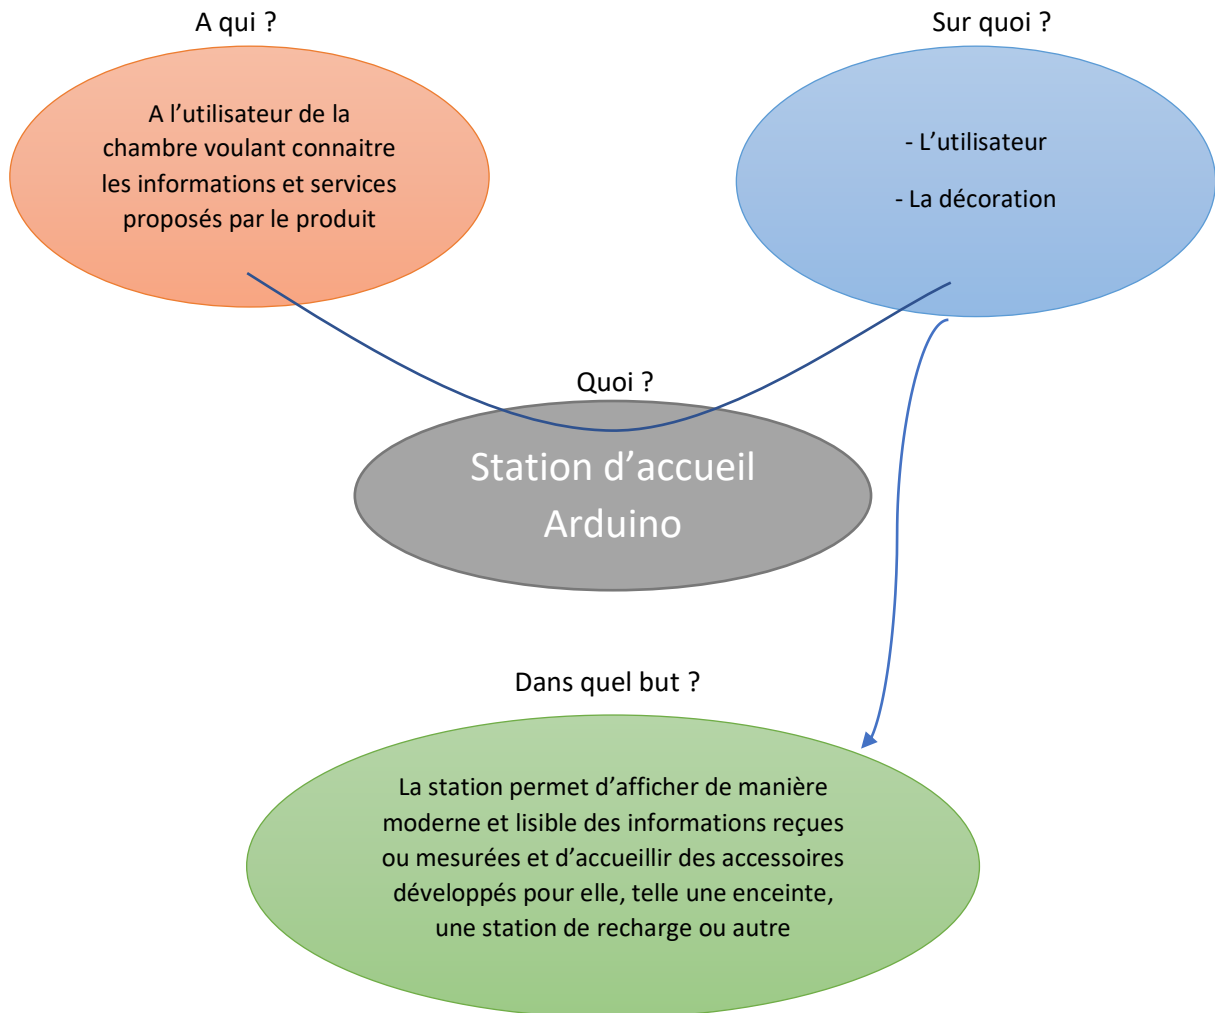 A qui ?
Sur quoi ?
A l’utilisateur de la
chambre voulant connaitre
les informations et services
proposés par le produit
- L’utilisateur
- La décoration
Quoi ?
Station d’accueil
Arduino
Dans quel but ?
La station permet d’afficher de manière
moderne et lisible des informations reçues
ou mesurées et d’accueillir des accessoires
développés pour elle, telle une enceinte,
une station de recharge ou autre